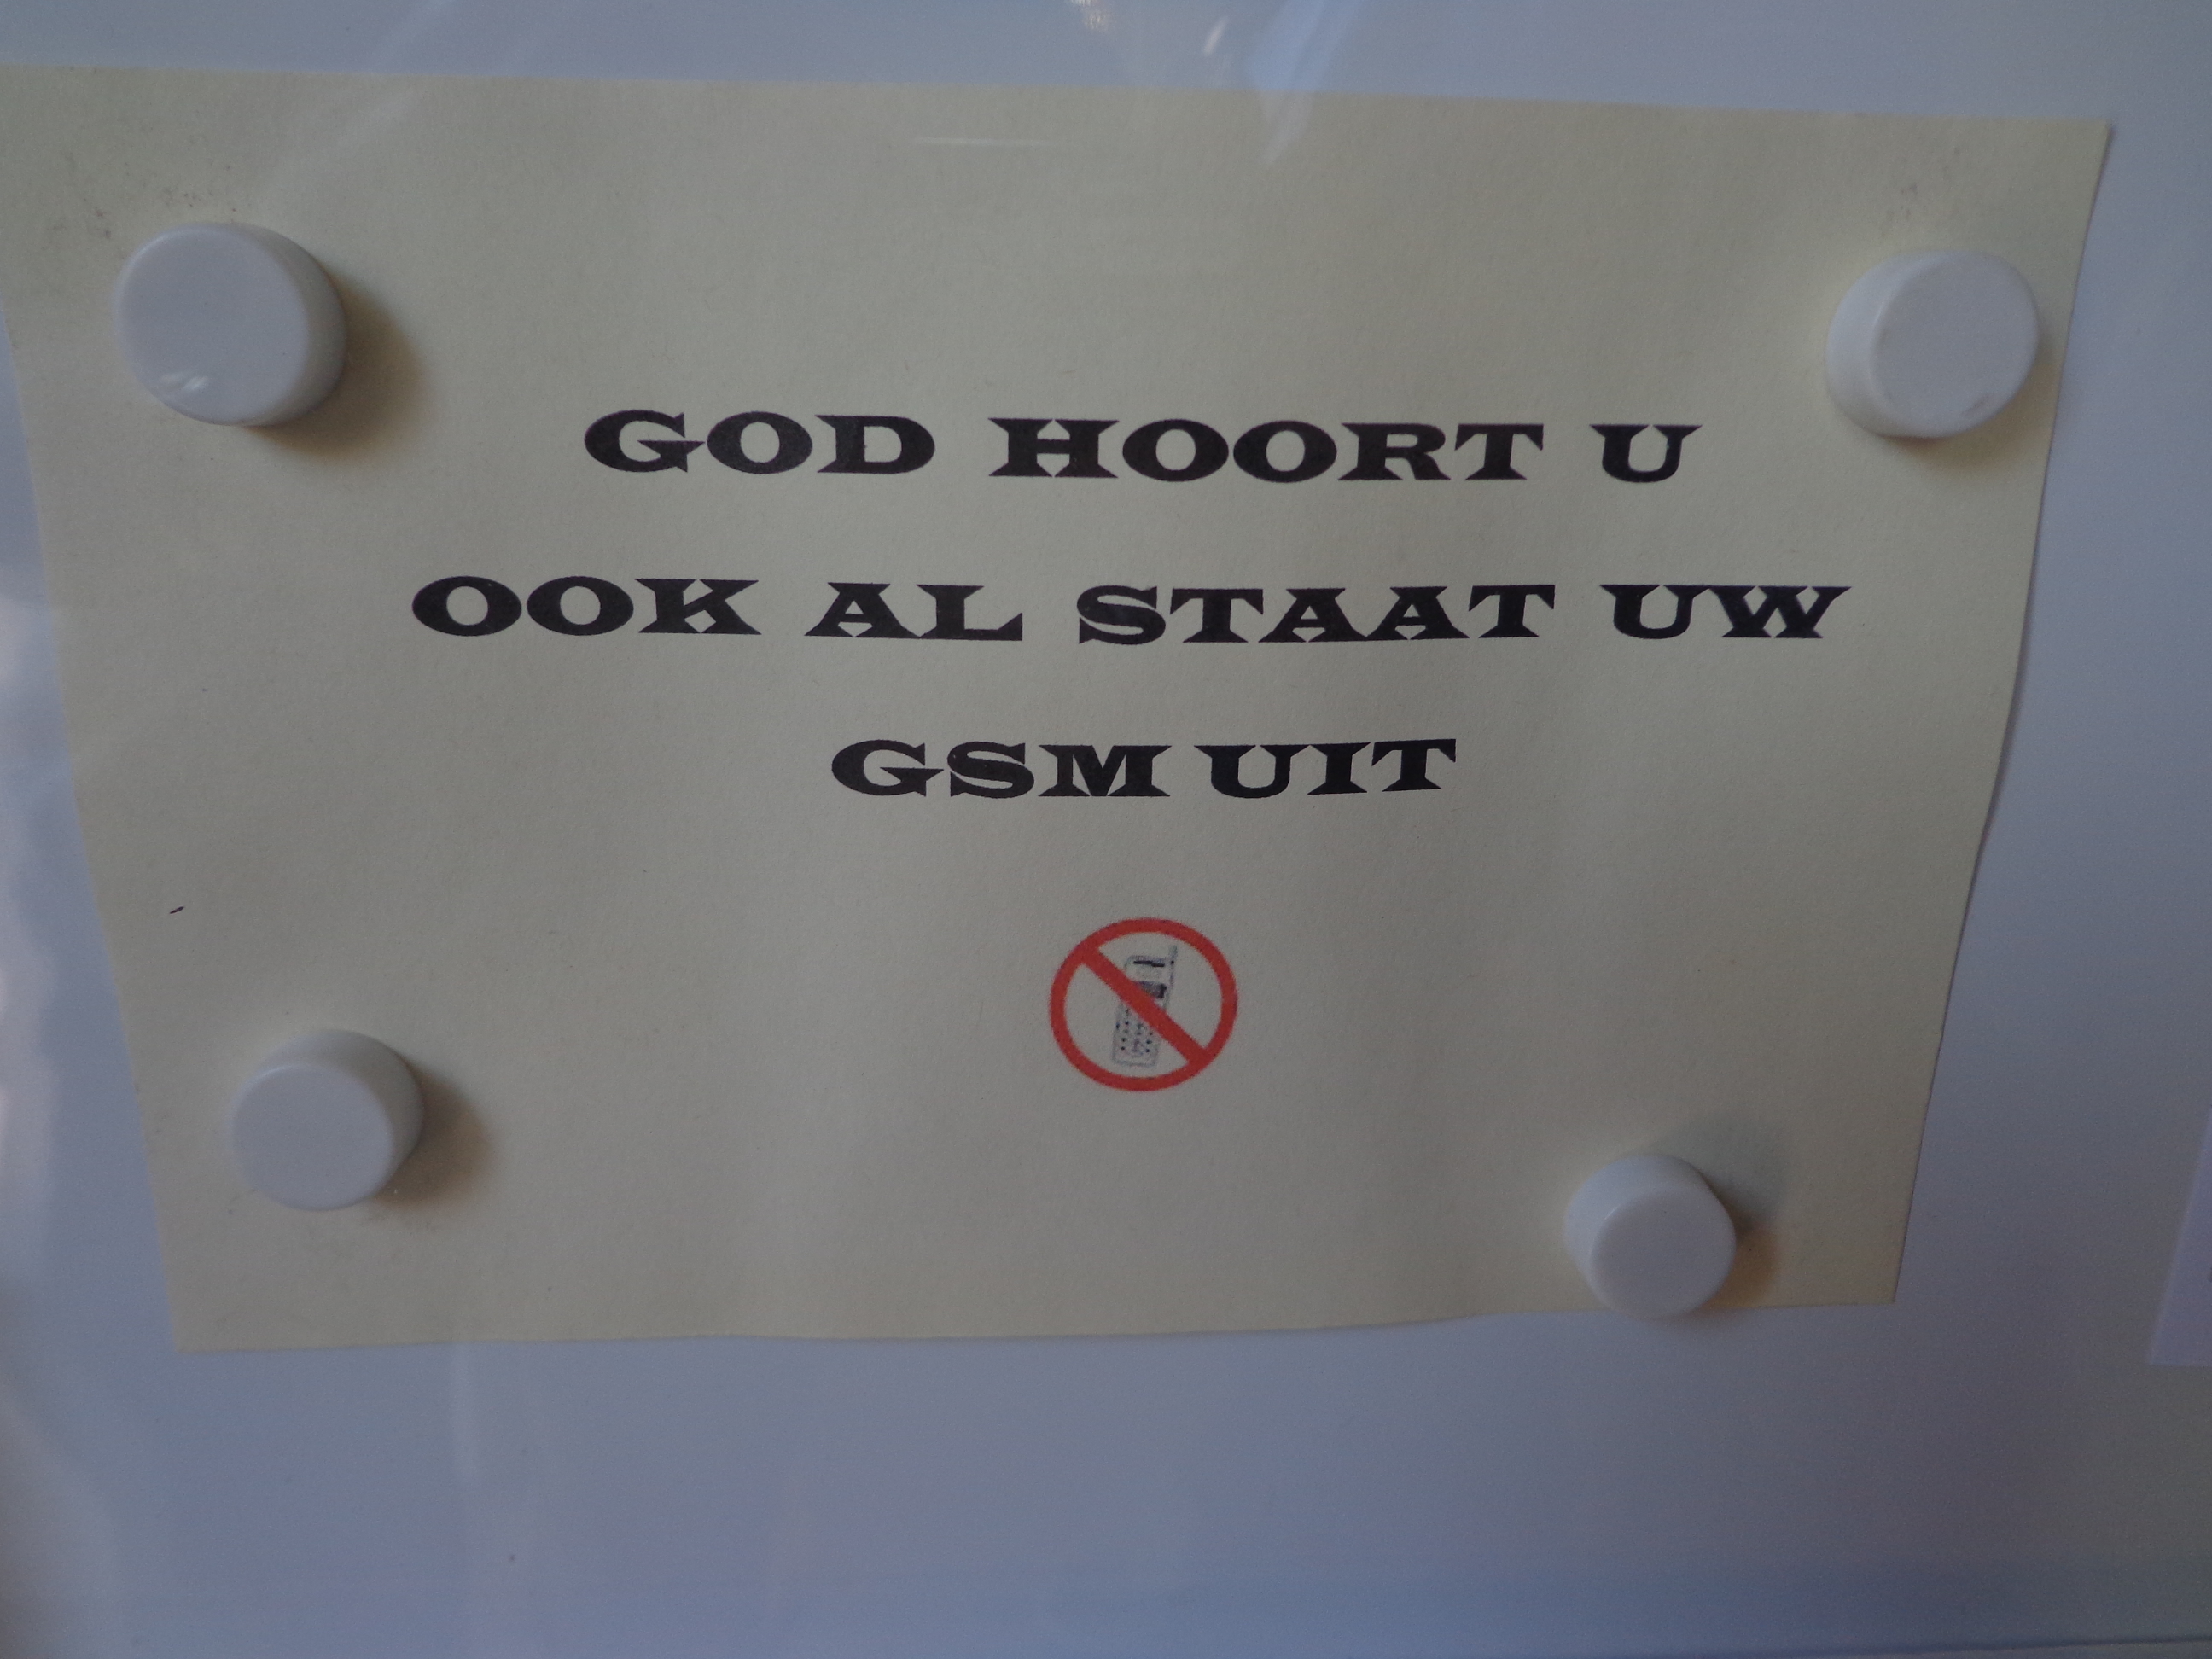 GOD HOORT U
OOK AL STAAT UW
GSM UIT